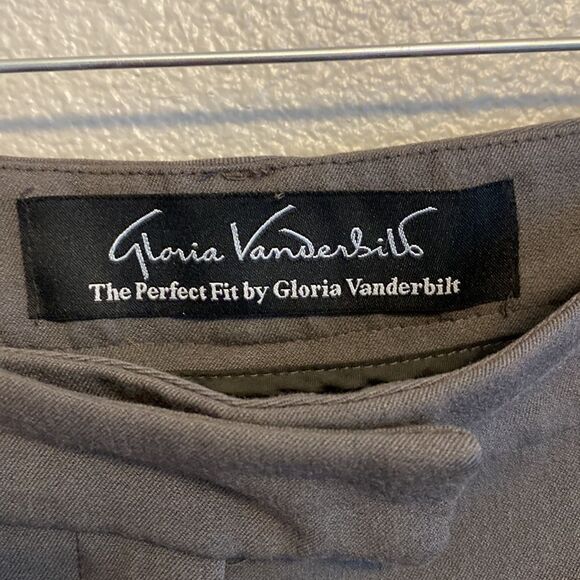 Gloria Vanderbilt
The Perfect Fit by Gloria Vanderbilt